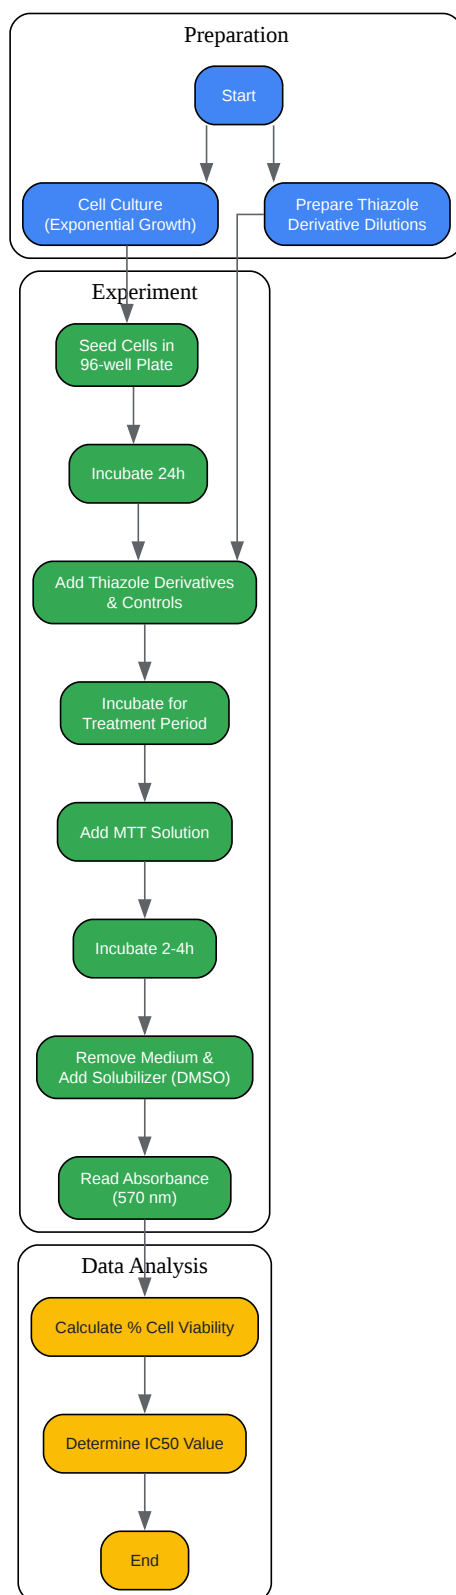 Preparation
Start
Cell Culture
(Exponential Growth)
Prepare Thiazole
Derivative Dilutions
Experiment
Seed Cells in
96-well Plate
Incubate 24h
Add Thiazole Derivatives
& Controls
Incubate for
Treatment Period
Add MTT Solution
Incubate 2-4h
Remove Medium &
Add Solubilizer (DMSO)
Read Absorbance
(570 nm)
Data Analysis
Calculate % Cell Viability
Determine IC50 Value
End